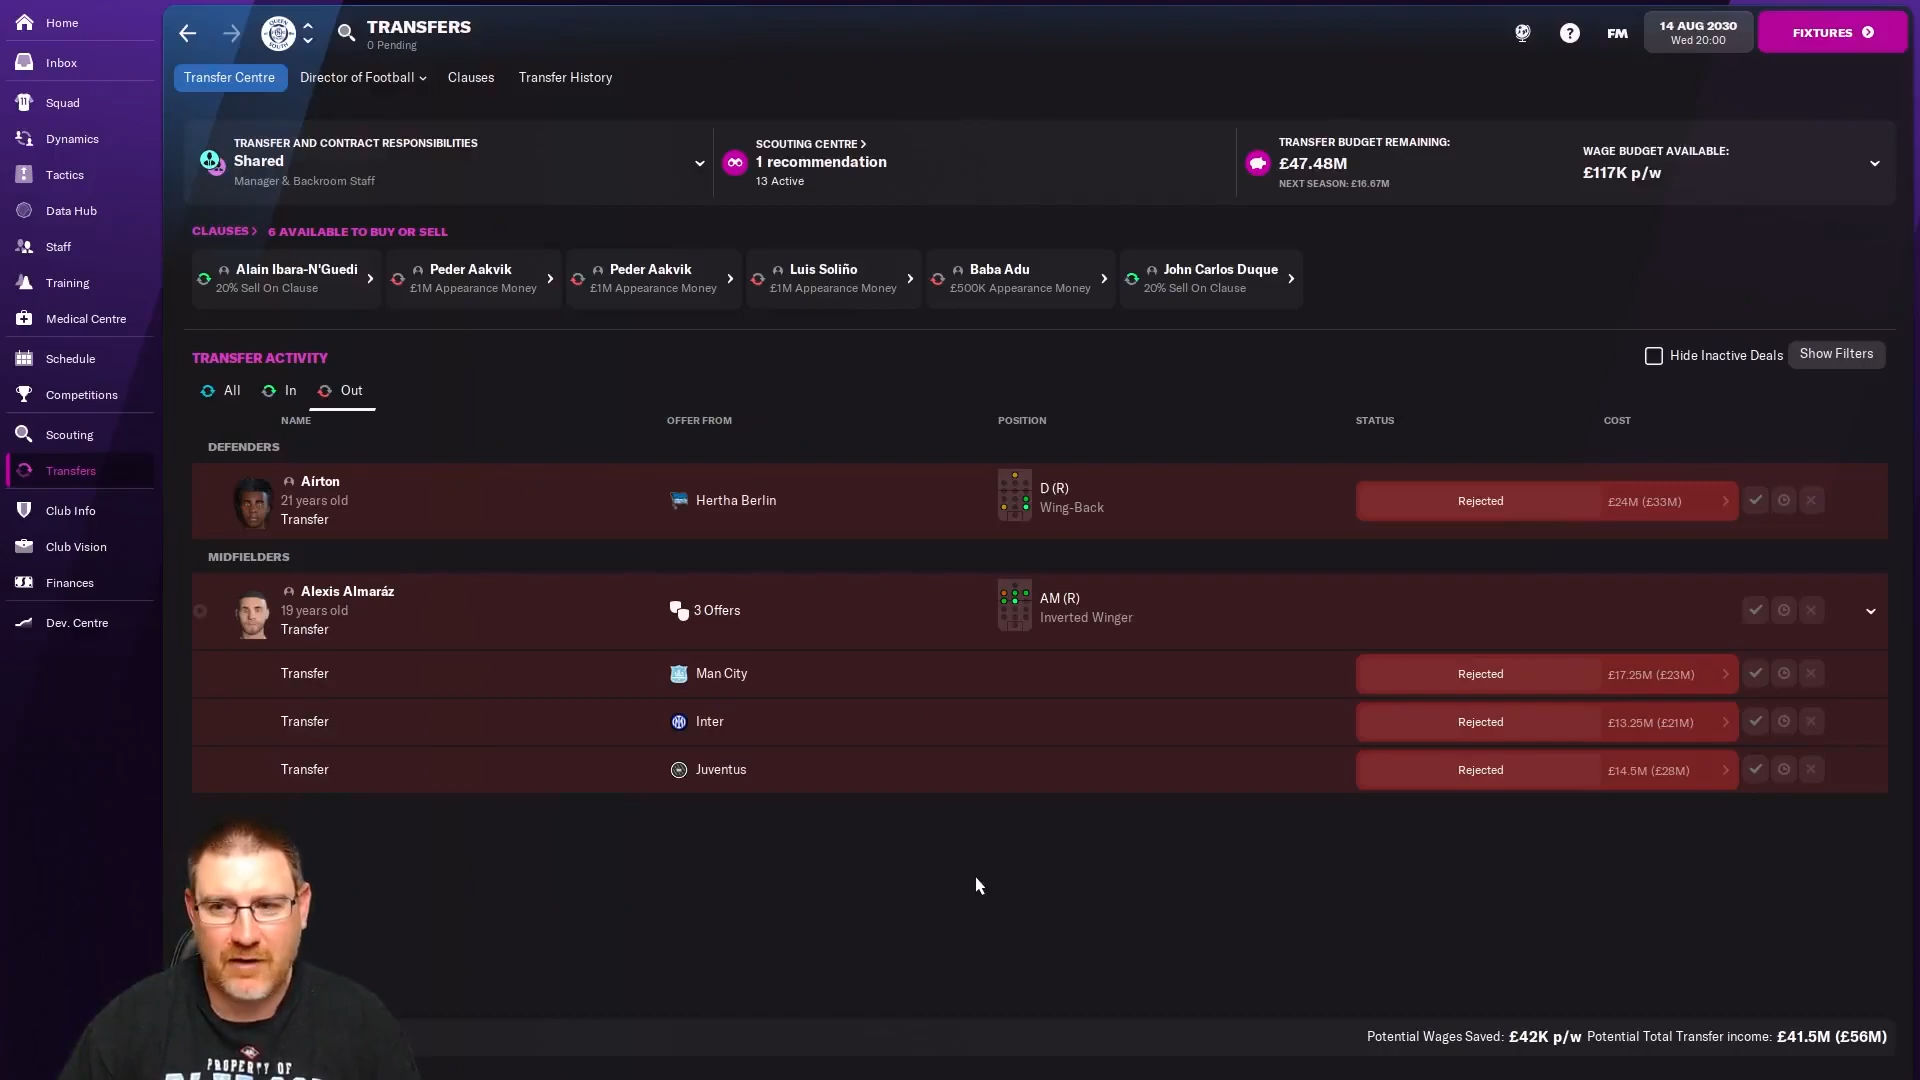 Home
Inbox
Squad
Dynamics
Tactics
Data Hub
Staff
Training
Medical Centre
Schedule
Competitions
Scouting
Transfers
Club Info
Club Vision
Finances
Dev. Centre
TRANSFERS
0 Pending
FM
14 AUG 2030
Wed 20:00
FIXTURES
Transfer Centre
Director of Football
Clauses
Transfer History
TRANSFER AND CONTRACT RESPONSIBILITIES
Shared
Manager & Backroom Staff
SCOUTING CENTRE >
1 recommendation
13 Active
TRANSFER BUDGET REMAINING:
£47.48M
NEXT SEASON: £16.67M
WAGE BUDGET AVAILABLE:
£117K p/w
CLAUSES > 6 AVAILABLE TO BUY OR SELL
Alain Ibara-N'Guedi
20% Sell On Clause
Peder Aakvik
£1M Appearance Money
Peder Aakvik
£1M Appearance Money
Luis Soliño
£1M Appearance Money
Baba Adu
£500K Appearance Money
John Carlos Duque
20% Sell On Clause
TRANSFER ACTIVITY
Hide Inactive Deals
Show Filters
All In Out
NAME OFFER FROM POSITION STATUS COST
DEFENDERS
Aírton
21 years old
Transfer
Hertha Berlin
D (R)
Wing-Back
Rejected £24M (£33M)
MIDFIELDERS
Alexis Almaráz
19 years old
Transfer
3 Offers
AM (R)
Inverted Winger
Transfer Man City Rejected £17.25M (£23M)
Transfer Inter Rejected £13.25M (£21M)
Transfer Juventus Rejected £14.5M (£28M)
Potential Wages Saved: £42K p/w Potential Total Transfer income: £41.5M (£56M)
PROPERTY OF